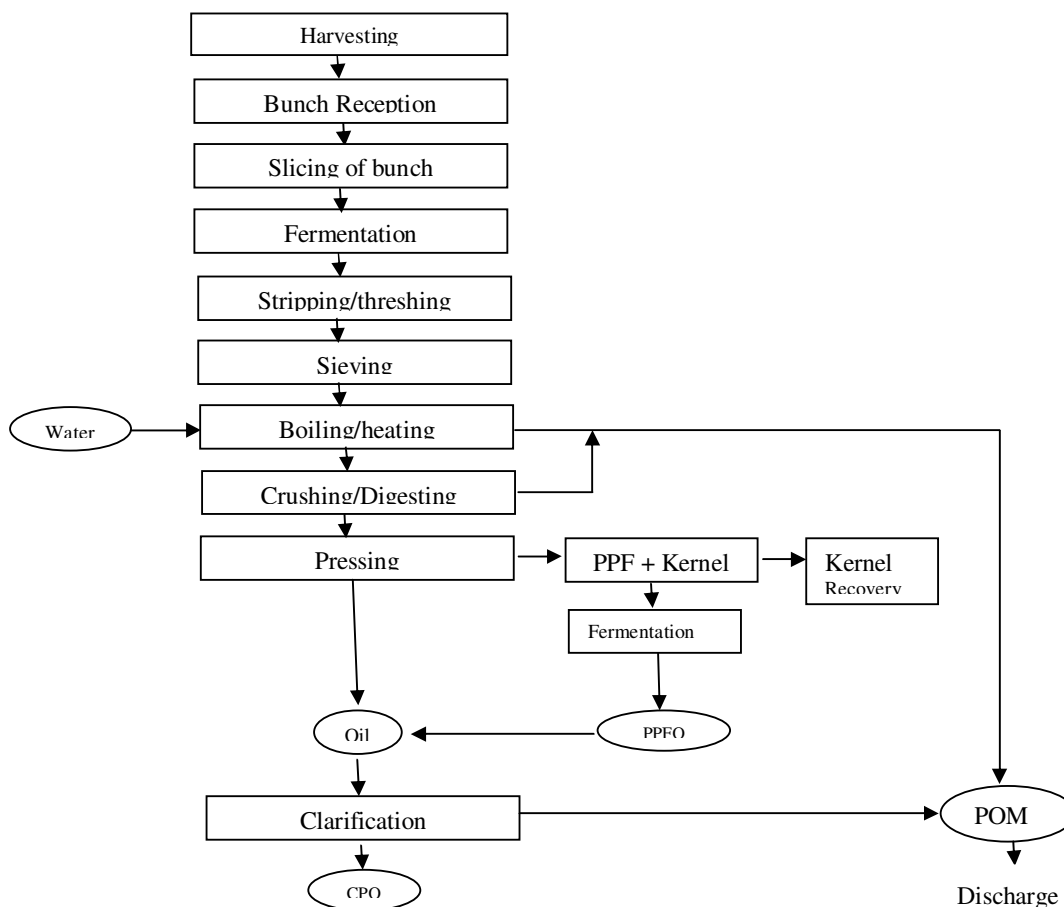 Harvesting
Bunch Reception
Slicing of bunch
Fermentation
Stripping/threshing
Sieving
Water
Boiling/heating
Crushing/Digesting
Pressing
PPF + Kernel
Kernel
Recovery
Fermentation
Oil
PPFO
Clarification
POM
CPO
Discharge